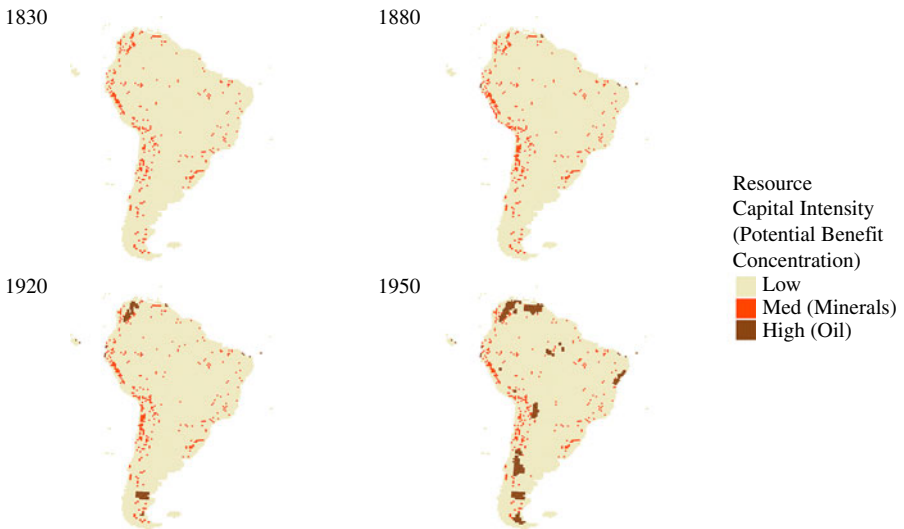 1830
1880
1920
1950
Resource
Capital Intensity
(Potential Benefit
Concentration)
Low
Med (Minerals)
High (Oil)